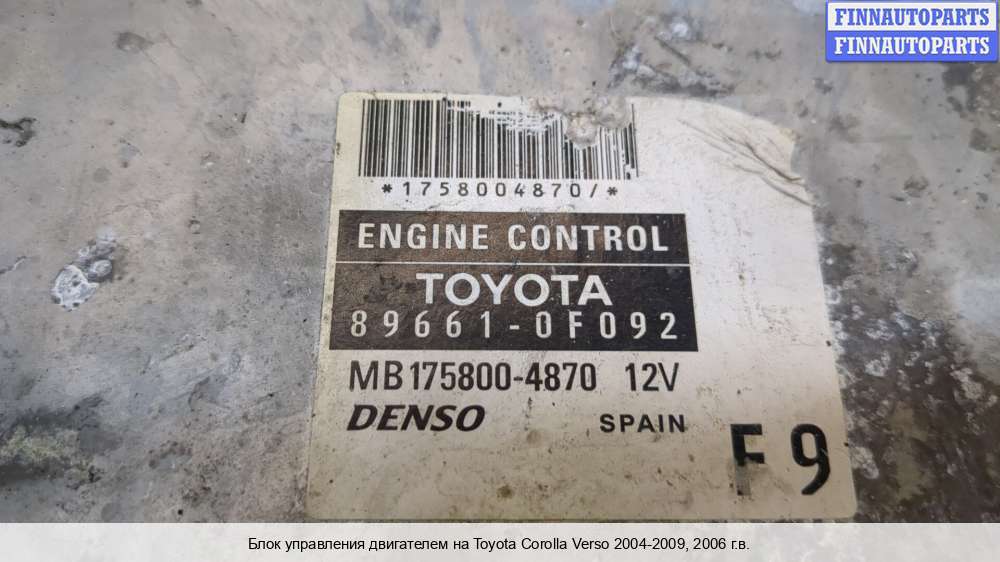 FINNAUTOPARTS
FINNAUTOPARTS
*1758004870/*
ENGINE CONTROL
TOYOTA
89661-0F092
MB175800-4870 12V
DENSO SPAIN
F9
Блок управления двигателем на Toyota Corolla Verso 2004-2009, 2006 г.в.